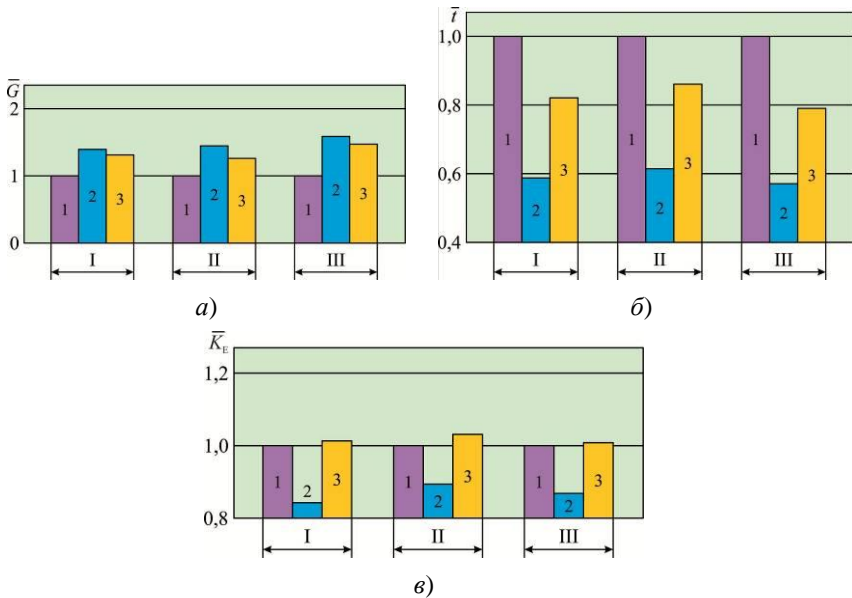 G̅
2
1
0
1 2 3 1 2 3 1 2 3
I II III
а)
t̅
1,0
0,8
0,6
0,4
1 2 3 1 2 3 1 2 3
I II III
б)
K̅E
1,2
1,0
0,8
1 2 3 1 2 3 1 2 3
I II III
в)